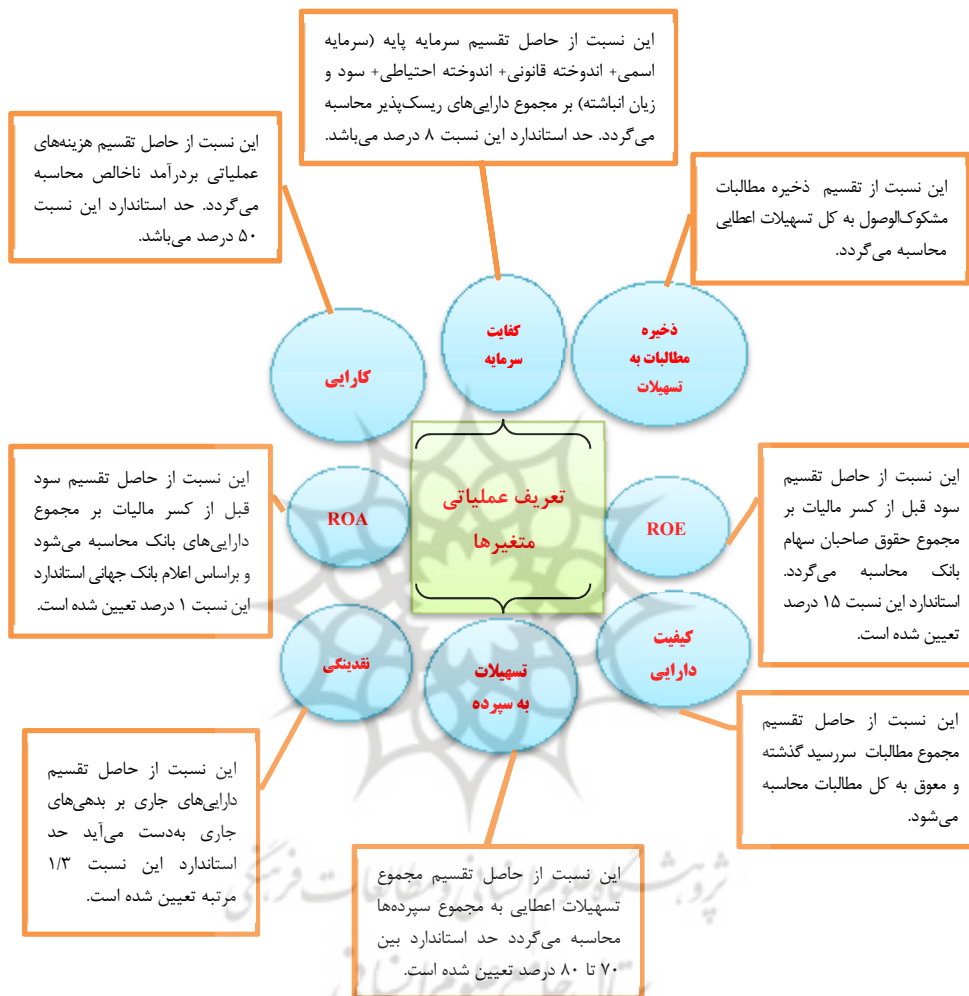 این نسبت از حاصل تقسیم سرمایه پایه (سرمایه
اسمی+ اندوخته قانونی+ اندوخته احتیاطی+ سود و
زیان انباشته) بر مجموع دارایی‌های ریسک‌پذیر محاسبه
می‌گردد. حد استاندارد این نسبت ۸ درصد می‌باشد.
این نسبت از حاصل تقسیم هزینه‌های
عملیاتی بردرآمد ناخالص محاسبه
می‌گردد. حد استاندارد این نسبت
۵۰ درصد می‌باشد.
این نسبت از تقسیم ذخیره مطالبات
مشکوک‌الوصول به کل تسهیلات اعطایی
محاسبه می‌گردد.
ذخیره
مطالبات به
تسهیلات
کفایت
سرمایه
کارایی
این نسبت از حاصل تقسیم
سود قبل از کسر مالیات بر
مجموع حقوق صاحبان سهام
بانک محاسبه می‌گردد.
استاندارد این نسبت ۱۵ درصد
تعیین شده است.
ROE
تعریف عملیاتی
متغیرها
ROA
این نسبت از حاصل تقسیم سود
قبل از کسر مالیات بر مجموع
دارایی‌های بانک محاسبه می‌شود
و براساس اعلام بانک جهانی استاندارد
این نسبت ۱ درصد تعیین شده است.
کیفیت
دارایی
تسهیلات
به سپرده
نقدینگی
این نسبت از حاصل تقسیم
مجموع مطالبات سررسید گذشته
و معوق به کل مطالبات محاسبه
می‌شود.
این نسبت از حاصل تقسیم
دارایی‌های جاری بر بدهی‌های
جاری به‌دست می‌آید حد
استاندارد این نسبت ۱/۳
مرتبه تعیین شده است.
این نسبت از حاصل تقسیم مجموع
تسهیلات اعطایی به مجموع سپرده‌ها
محاسبه می‌گردد حد استاندارد بین
۷۰ تا ۸۰ درصد تعیین شده است.
پژوهشگاه علوم انسانی و مطالعات فرهنگی
پرتال جامع علوم انسانی